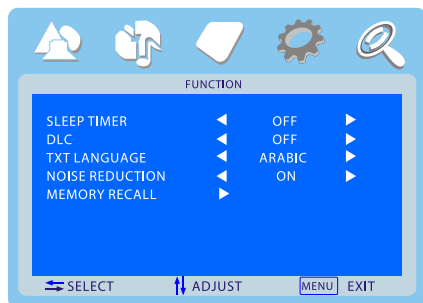 FUNCTION
SLEEP TIMER OFF
DLC OFF
TXT LANGUAGE ARABIC
NOISE REDUCTION ON
MEMORY RECALL
SELECT ADJUST MENU EXIT